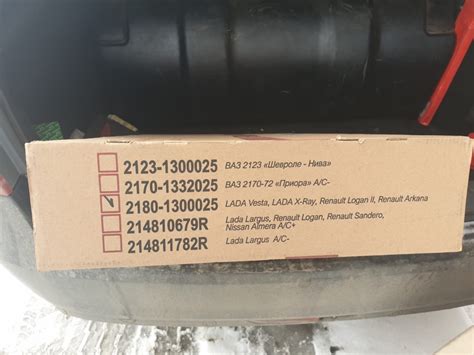 2123-1300025 ВАЗ 2123 «Шевроле - Нива»
2170-1332025 ВАЗ 2170-72 «Приора» A/C-
2180-1300025 LADA Vesta, LADA X-Ray, Renault Logan II, Renault Arkana
214810679R Lada Largus, Renault Logan, Renault Sandero,
Nissan Almera A/C+
214811782R Lada Largus A/C-